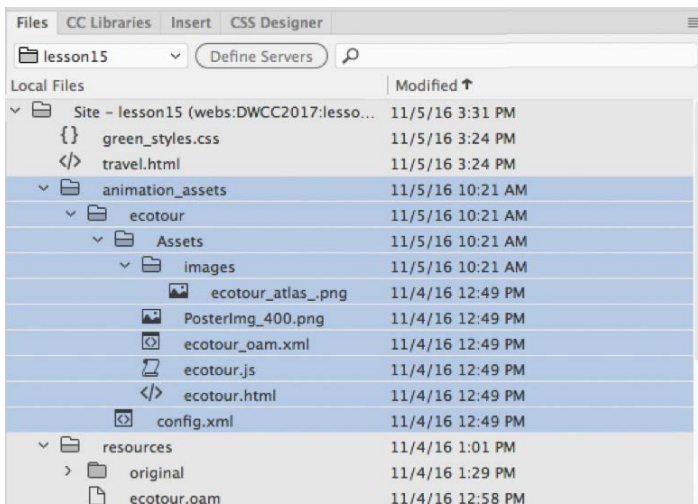 Files CC Libraries Insert CSS Designer
lesson15 Define Servers
Local Files Modified
Site – lesson15 (webs:DWCC2017:lesso... 11/5/16 3:31 PM
green_styles.css 11/5/16 3:24 PM
travel.html 11/5/16 3:24 PM
animation_assets 11/5/16 10:21 AM
ecotour 11/5/16 10:21 AM
Assets 11/5/16 10:21 AM
images 11/5/16 10:21 AM
ecotour_atlas_.png 11/4/16 12:49 PM
PosterImg_400.png 11/4/16 12:49 PM
ecotour_oam.xml 11/4/16 12:49 PM
ecotour.js 11/4/16 12:49 PM
ecotour.html 11/4/16 12:49 PM
config.xml 11/4/16 12:49 PM
resources 11/4/16 1:01 PM
original 11/4/16 1:29 PM
ecotour.oam 11/4/16 12:58 PM